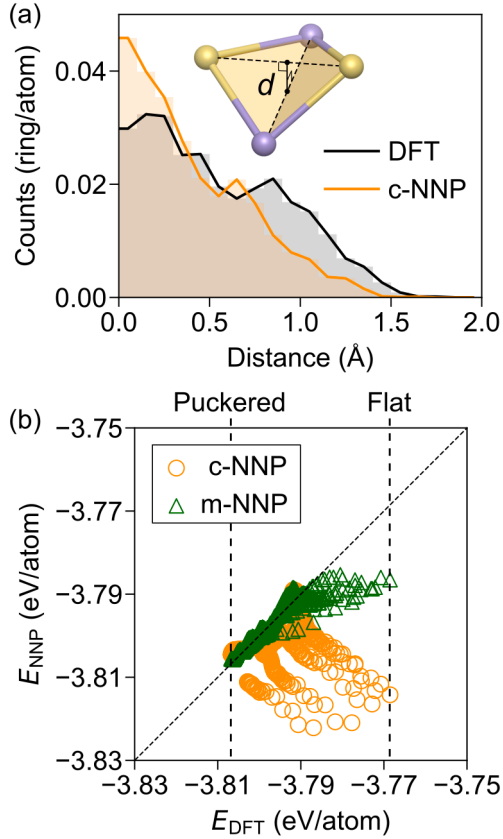 (a)
d
DFT
c-NNP
0.04
0.02
0.00
Counts (ring/atom)
0.0 0.5 1.0 1.5 2.0
Distance (Å)
Puckered Flat
(b)
c-NNP
m-NNP
−3.75
−3.77
−3.79
−3.81
−3.83
E_NNP (eV/atom)
−3.83 −3.81 −3.79 −3.77 −3.75
E_DFT (eV/atom)